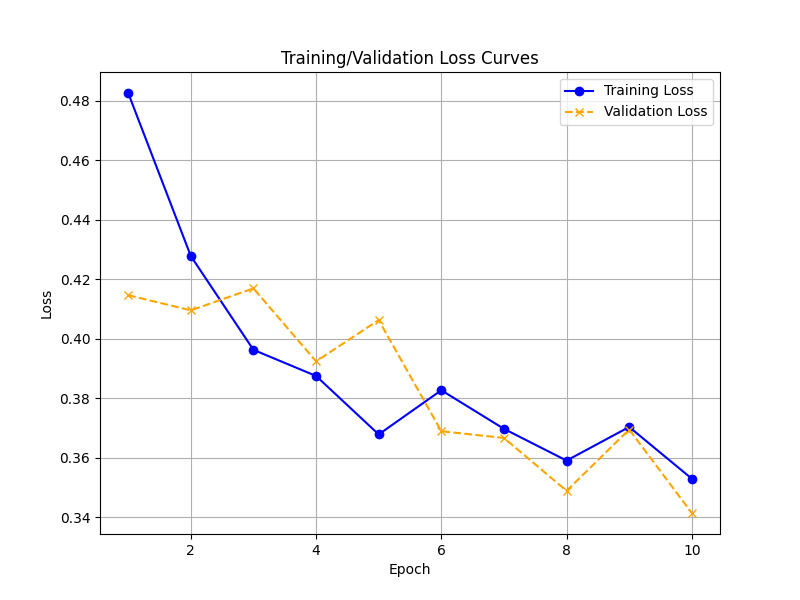 Training/Validation Loss Curves
Training Loss
Validation Loss
0.48
0.46
0.44
0.42
0.40
0.38
0.36
0.34
Loss
2 4 6 8 10
Epoch